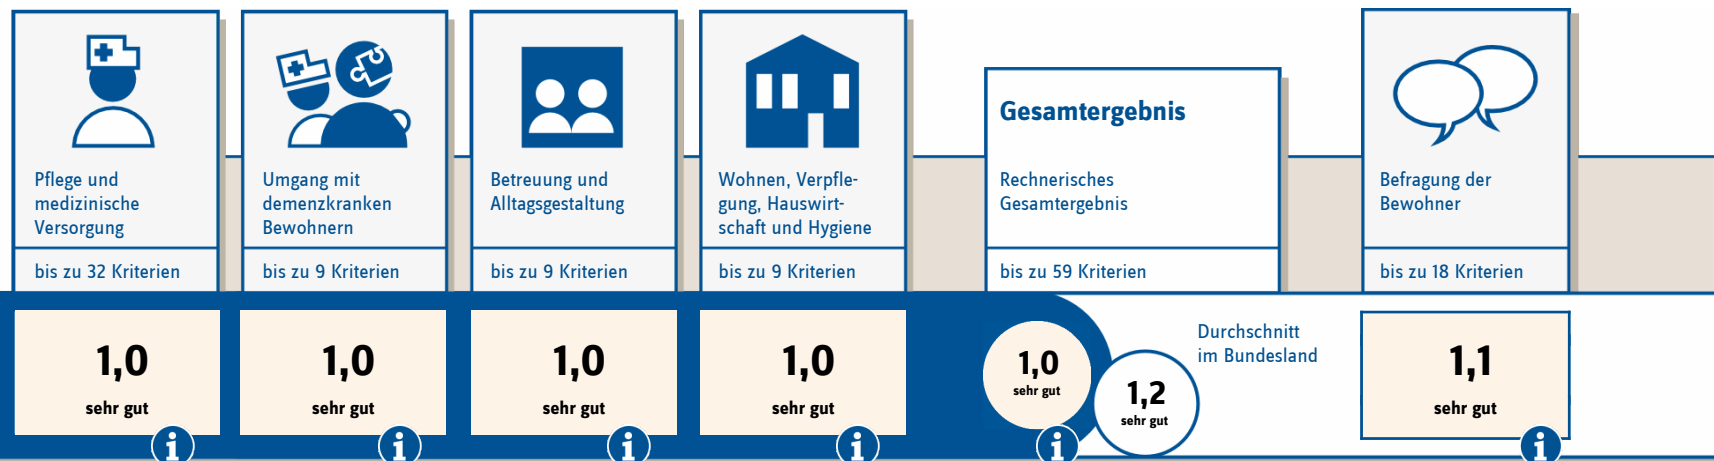 Pflege und
medizinische
Versorgung
bis zu 32 Kriterien
1,0
sehr gut
i
Umgang mit
demenzkranken
Bewohnern
bis zu 9 Kriterien
1,0
sehr gut
i
Betreuung und
Alltagsgestaltung
bis zu 9 Kriterien
1,0
sehr gut
i
Wohnen, Verpfle-
gung, Hauswirt-
schaft und Hygiene
bis zu 9 Kriterien
1,0
sehr gut
i
Gesamtergebnis
Rechnerisches
Gesamtergebnis
bis zu 59 Kriterien
1,0
sehr gut
i
Durchschnitt
im Bundesland
1,2
sehr gut
Befragung der
Bewohner
bis zu 18 Kriterien
1,1
sehr gut
i